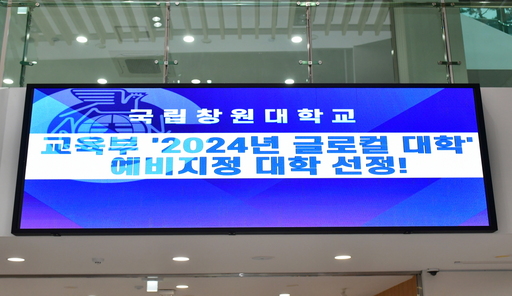 국립창원대학교
교육부 '2024년 글로컬 대학'
예비지정 대학 선정!